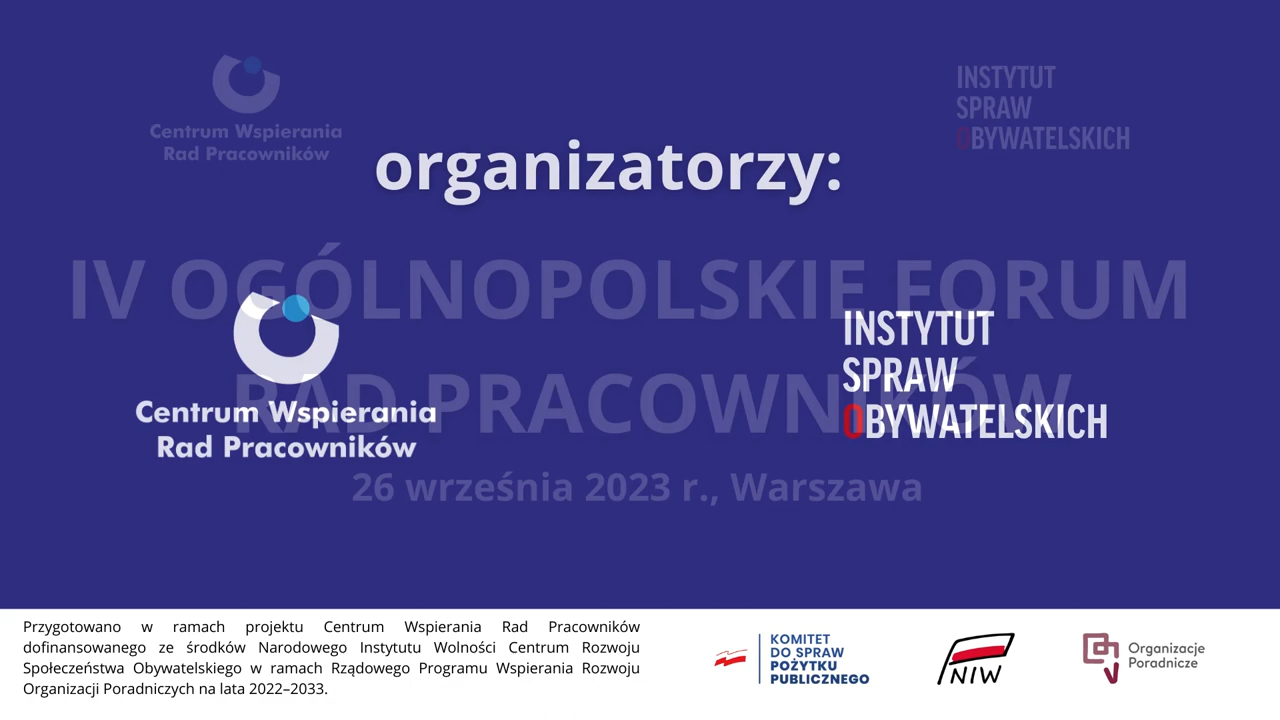 Centrum Wspierania
Rad Pracowników
INSTYTUT
SPRAW
OBYWATELSKICH
organizatorzy:
IV OGÓLNOPOLSKIE FORUM
RAD PRACOWNIKÓW
26 września 2023 r., Warszawa
Centrum Wspierania
Rad Pracowników
INSTYTUT
SPRAW
OBYWATELSKICH
Przygotowano w ramach projektu Centrum Wspierania Rad Pracowników
dofinansowanego ze środków Narodowego Instytutu Wolności Centrum Rozwoju
Społeczeństwa Obywatelskiego w ramach Rządowego Programu Wspierania Rozwoju
Organizacji Poradniczych na lata 2022–2033.
KOMITET
DO SPRAW
POŻYTKU
PUBLICZNEGO
NIW
Organizacje
Poradnicze